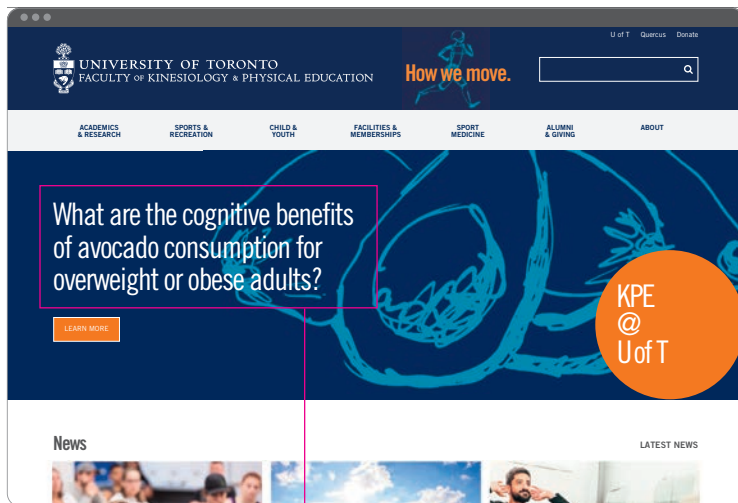 U of T Quercus Donate
UNIVERSITY OF TORONTO
FACULTY OF KINESIOLOGY & PHYSICAL EDUCATION
How we move.
ACADEMICS
& RESEARCH
SPORTS &
RECREATION
CHILD &
YOUTH
FACILITIES &
MEMBERSHIPS
SPORT
MEDICINE
ALUMNI
& GIVING
ABOUT
What are the cognitive benefits
of avocado consumption for
overweight or obese adults?
LEARN MORE
KPE
@
U of T
News
LATEST NEWS